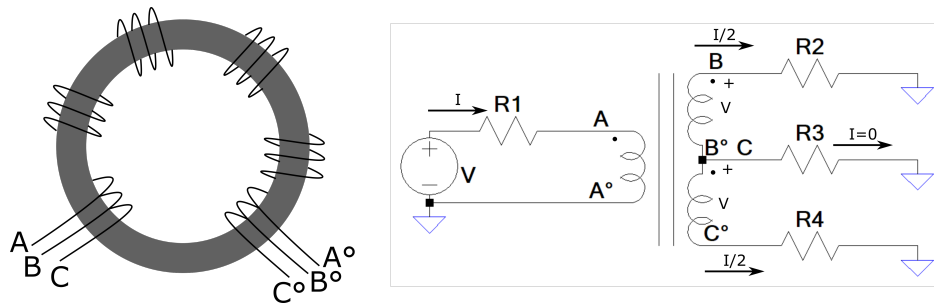 A
B
C
A°
B°
C°
I
R1
V
A
A°
I/2
B
+
V
R2
B° C
R3
I=0
+
V
C°
R4
I/2